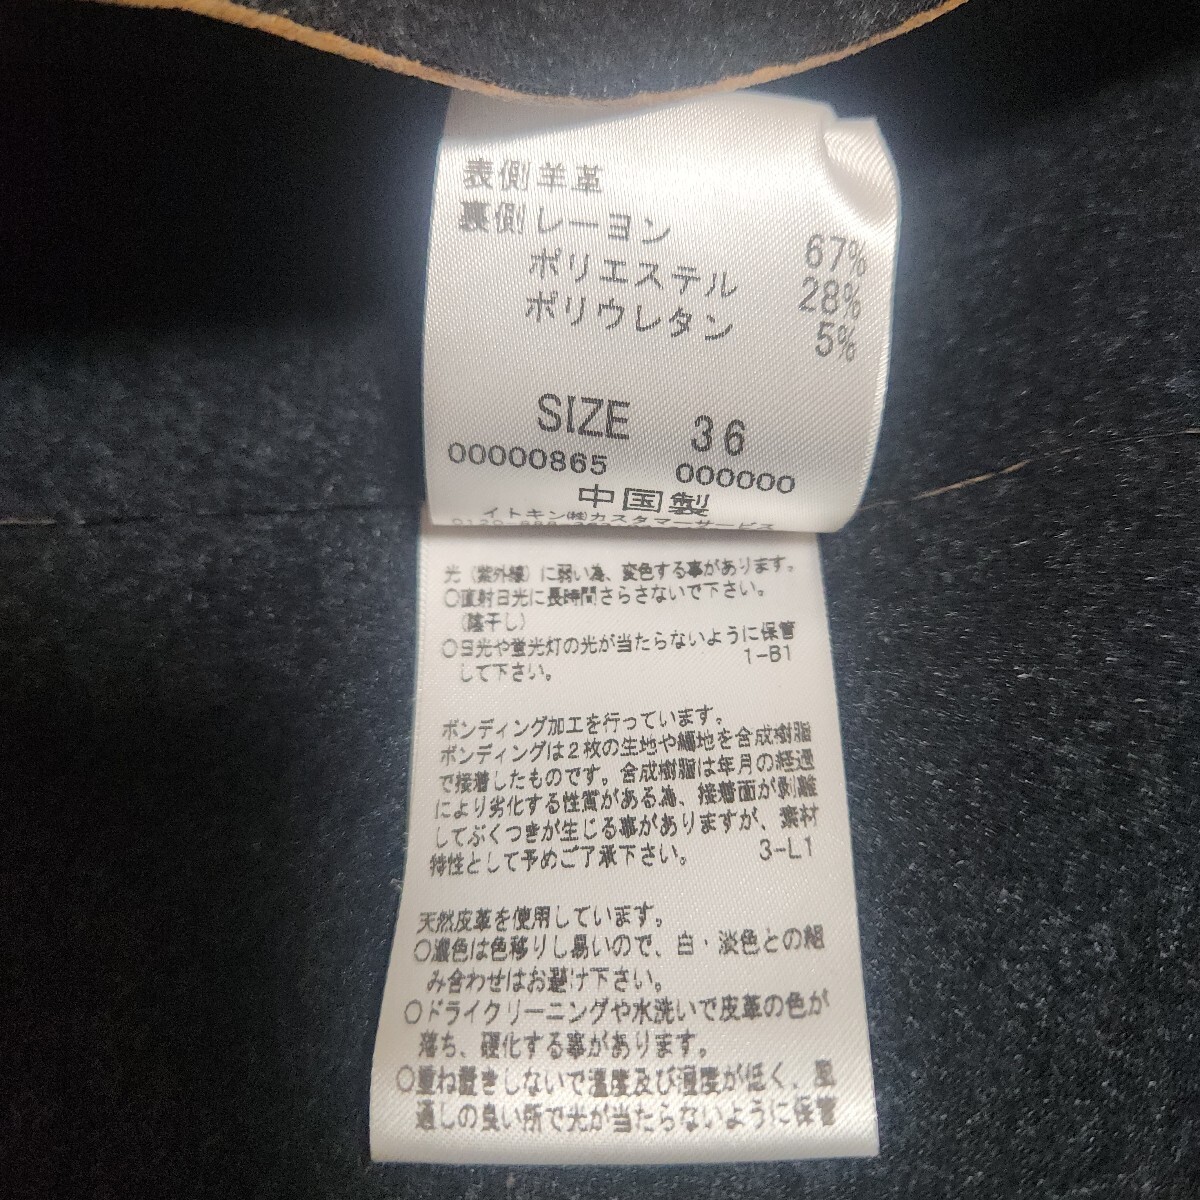 表側羊革
裏側レーヨン 67%
ポリエステル 28%
ポリウレタン 5%
SIZE 36
00000865 000000
中国製
イトキン㈱カスタマーサービス
光(紫外線)に弱い為、変色する事があります。
○直射日光に長時間さらさないで下さい。
(陰干し)
○日光や蛍光灯の光が当たらないように保管
して下さい。 1-B1
ボンディング加工を行っています。
ボンディングは2枚の生地や編地を合成樹脂
で接着したものです。合成樹脂は年月の経過
により劣化する性質がある為、接着面が剥離
してぶくつきが生じる事がありますが、素材
特性として予めご了承下さい。 3-L1
天然皮革を使用しています。
○濃色は色移りし易いので、白・淡色との組
み合わせはお避け下さい。
○ドライクリーニングや水洗いで皮革の色が
落ち、硬化する事があります。
○重ね置きしないで温度及び湿度が低く、風
通しの良い所で光が当たらないように保管